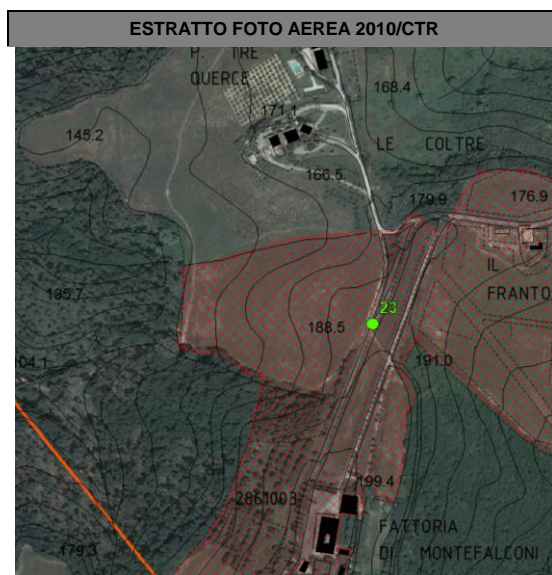 ESTRATTO FOTO AEREA 2010/CTR
P. TRE
QUERCE
168.4
171.1
145.2
LE COLTRE
166.5
179.9
176.9
IL
FRANTO
135.7
23
188.5
104.1
191.0
199.4
2861003
FATTORIA
DI MONTEFALCONI
179.3